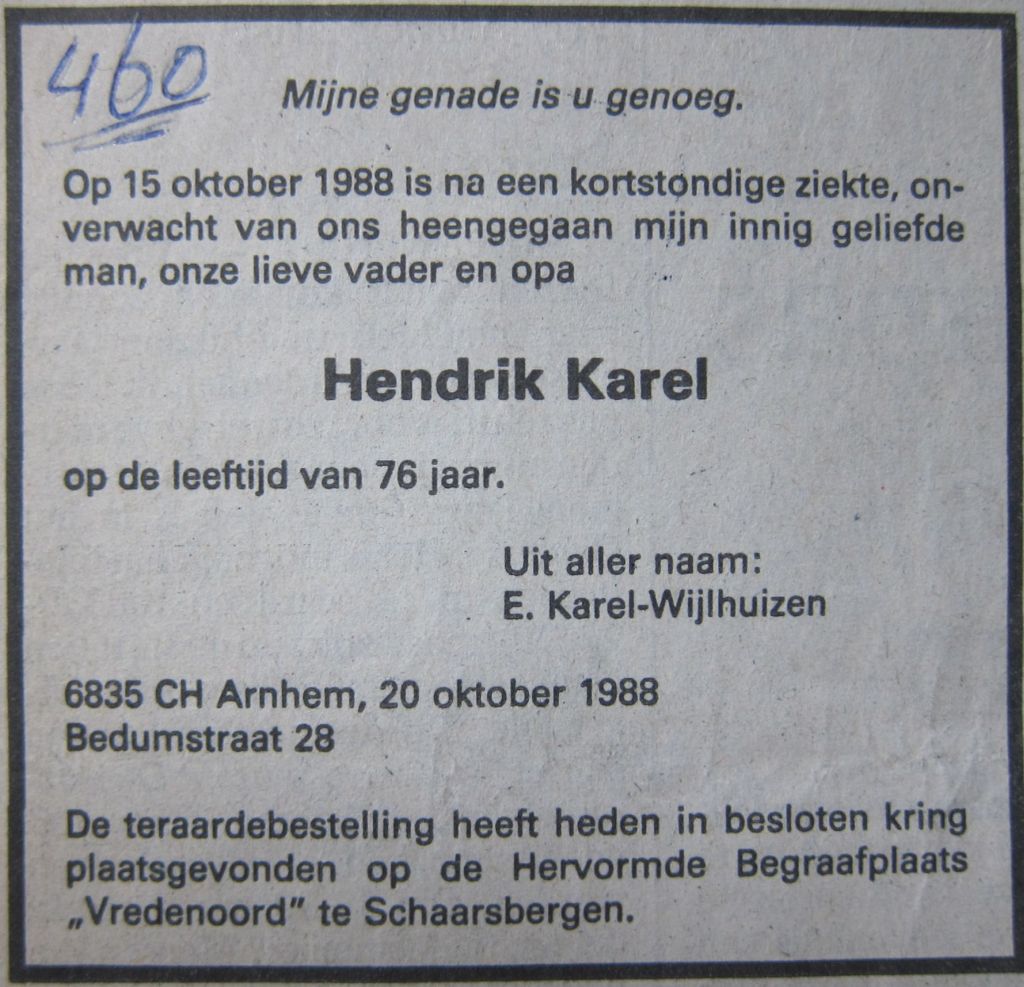 460
Mijne genade is u genoeg.
Op 15 oktober 1988 is na een kortstondige ziekte, on-
verwacht van ons heengegaan mijn innig geliefde
man, onze lieve vader en opa
Hendrik Karel
op de leeftijd van 76 jaar.
Uit aller naam:
E. Karel-Wijlhuizen
6835 CH Arnhem, 20 oktober 1988
Bedumstraat 28
De teraardebestelling heeft heden in besloten kring
plaatsgevonden op de Hervormde Begraafplaats
„Vredenoord” te Schaarsbergen.